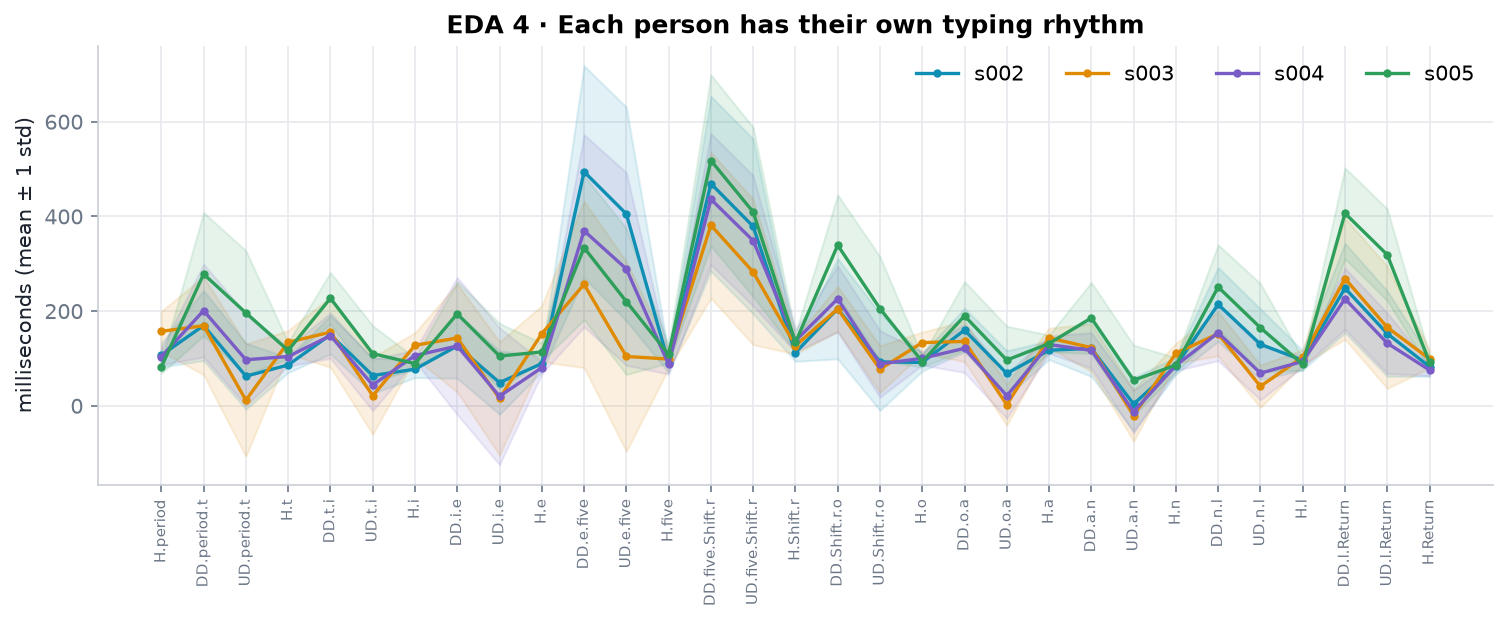 EDA 4 · Each person has their own typing rhythm
s002
s003
s004
s005
milliseconds (mean ± 1 std)
600
400
200
0
H.period
DD.period.t
UD.period.t
H.t
DD.t.i
UD.t.i
H.i
DD.i.e
UD.i.e
H.e
DD.e.five
UD.e.five
H.five
DD.five.Shift.r
UD.five.Shift.r
H.Shift.r
DD.Shift.r.o
UD.Shift.r.o
H.o
DD.o.a
UD.o.a
H.a
DD.a.n
UD.a.n
H.n
DD.n.l
UD.n.l
H.l
DD.l.Return
UD.l.Return
H.Return